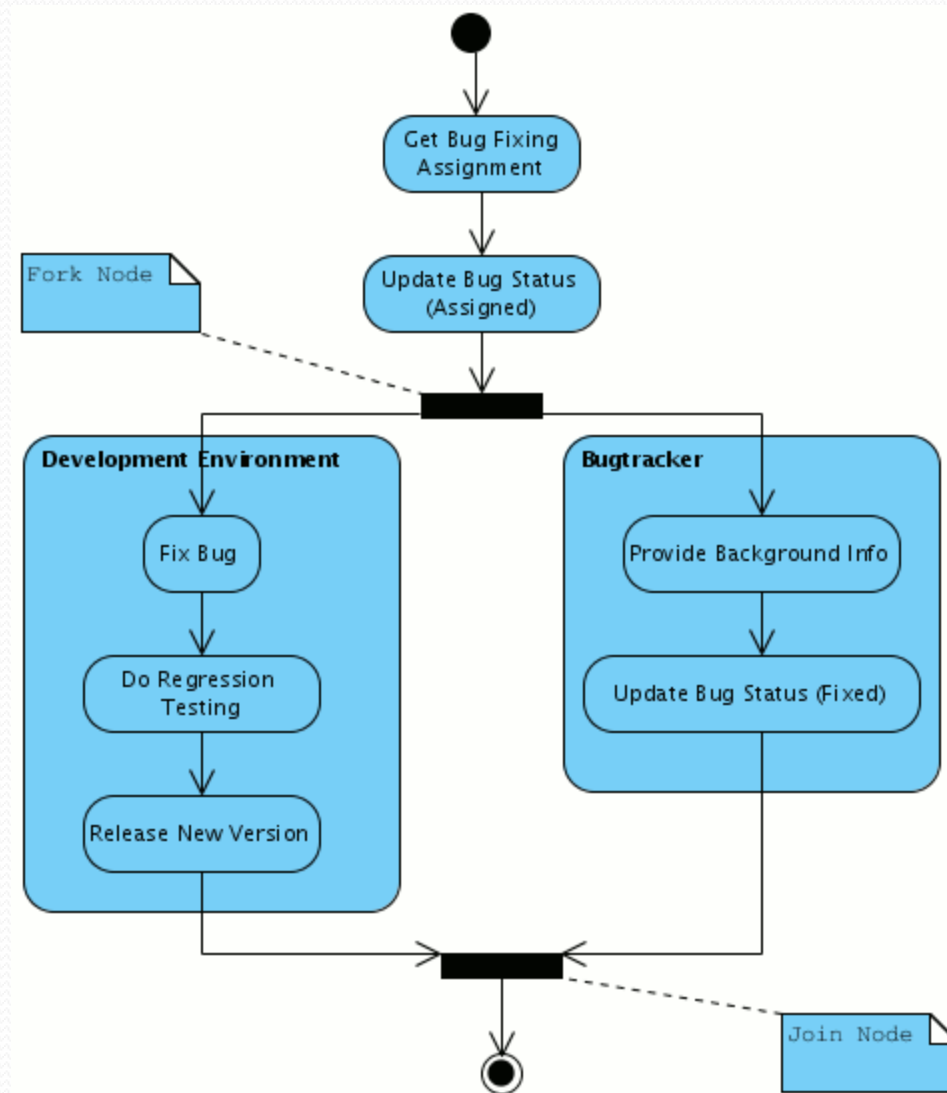 Get Bug Fixing
Assignment
Fork Node
Update Bug Status
(Assigned)
Development Environment
Bugtracker
Fix Bug
Provide Background Info
Do Regression
Testing
Update Bug Status (Fixed)
Release New Version
Join Node